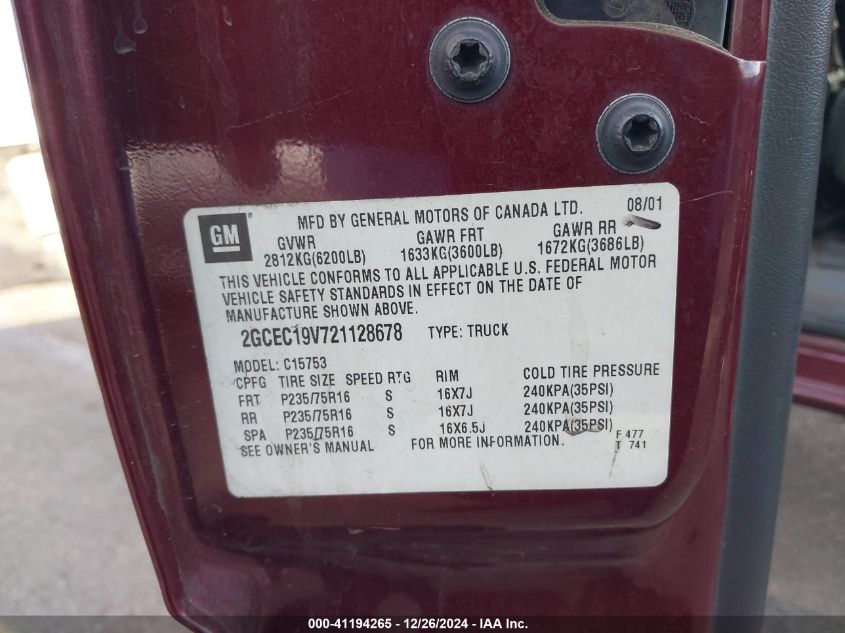 GM
MFD BY GENERAL MOTORS OF CANADA LTD. 08/01
GVWR GAWR FRT GAWR RR
2812KG(6200LB) 1633KG(3600LB) 1672KG(3686LB)
THIS VEHICLE CONFORMS TO ALL APPLICABLE U.S. FEDERAL MOTOR
VEHICLE SAFETY STANDARDS IN EFFECT ON THE DATE OF
MANUFACTURE SHOWN ABOVE.
2GCEC19V721128678 TYPE: TRUCK
MODEL: C15753
CPFG TIRE SIZE SPEED RTG RIM COLD TIRE PRESSURE
FRT P235/75R16 S 16X7J 240KPA(35PSI)
RR P235/75R16 S 16X7J 240KPA(35PSI)
SPA P235/75R16 S 16X6.5J 240KPA(35PSI)
SEE OWNER'S MANUAL FOR MORE INFORMATION.
F 477
T 741
000-41194265 - 12/26/2024 - IAA Inc.